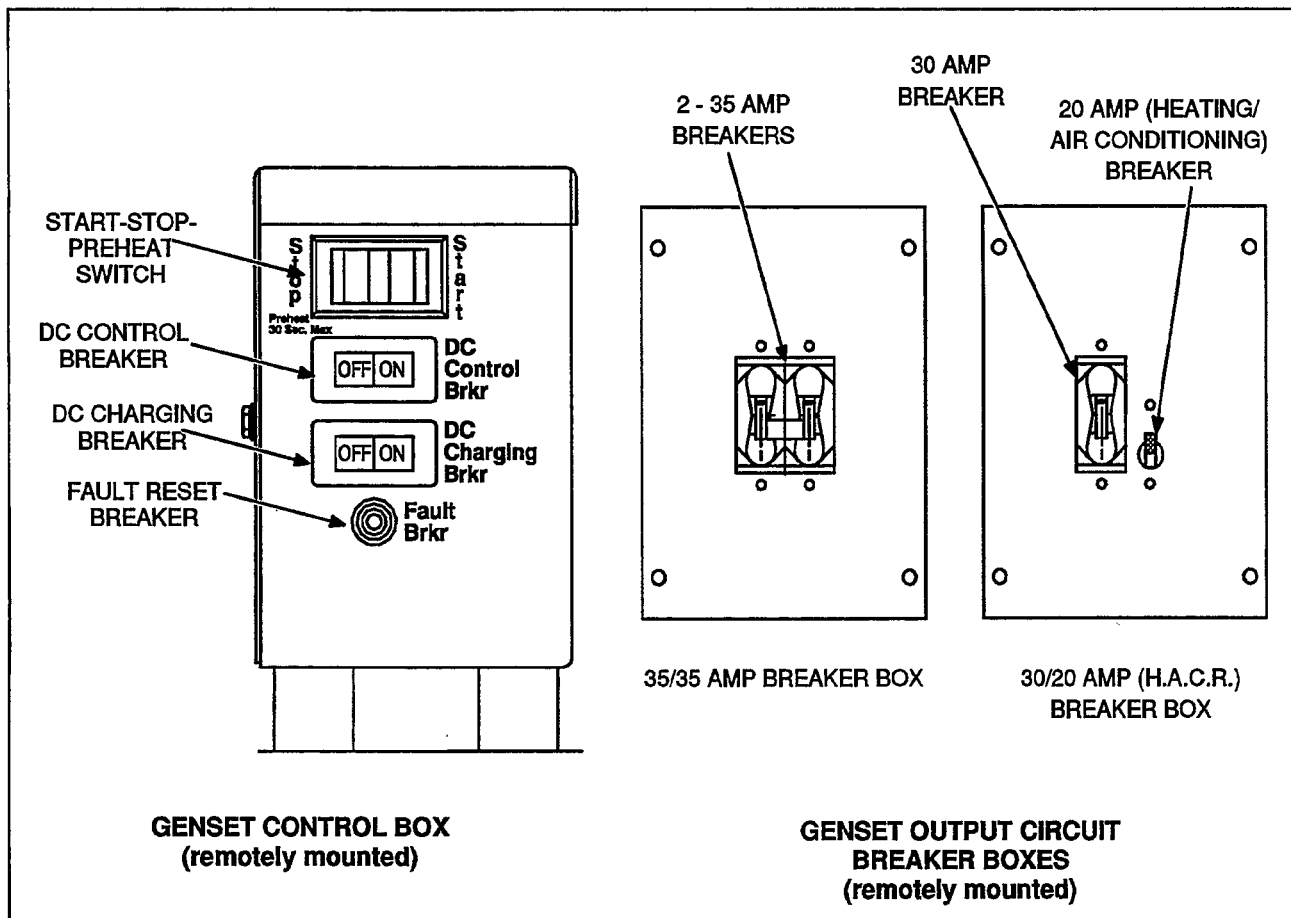 START-STOP-
PREHEAT
SWITCH
DC CONTROL
BREAKER
DC CHARGING
BREAKER
FAULT RESET
BREAKER
Stop
Start
Preheat
30 Sec. Max
OFF ON
DC
Control
Brkr
OFF ON
DC
Charging
Brkr
Fault
Brkr
GENSET CONTROL BOX
(remotely mounted)
2 - 35 AMP
BREAKERS
30 AMP
BREAKER
20 AMP (HEATING/
AIR CONDITIONING)
BREAKER
35/35 AMP BREAKER BOX
30/20 AMP (H.A.C.R.)
BREAKER BOX
GENSET OUTPUT CIRCUIT
BREAKER BOXES
(remotely mounted)